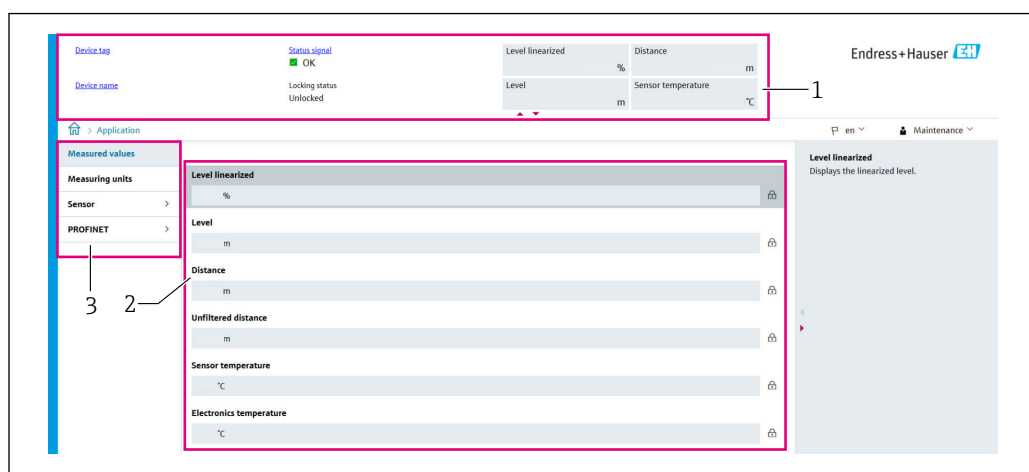 Device tag
Status signal
OK
Level linearized
%
Distance
m
Endress+Hauser EH
Device name
Locking status
Unlocked
Level
m
Sensor temperature
°C
1
> Application
en
Maintenance
Measured values
Measuring units
Sensor >
PROFINET >
3
2
Level linearized
%
Level
m
Distance
m
Unfiltered distance
m
Sensor temperature
°C
Electronics temperature
°C
Level linearized
Displays the linearized level.